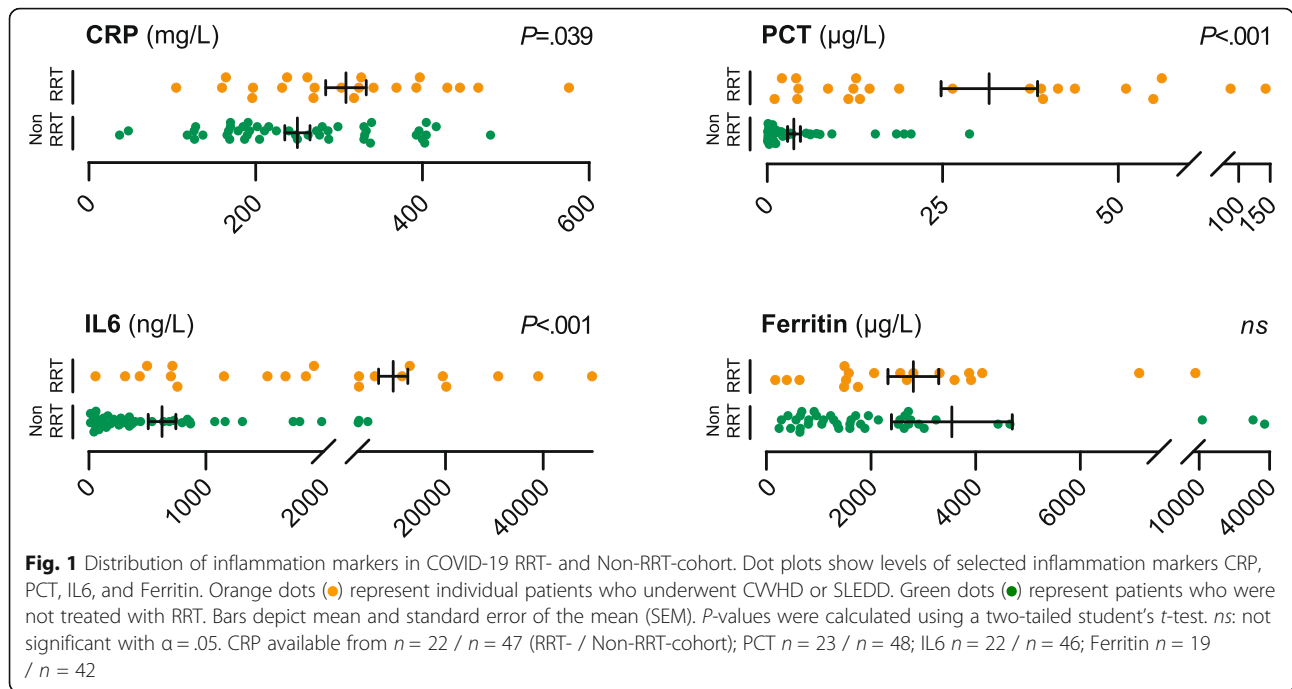 CRP (mg/L) P=.039
RRT
Non RRT
0 200 400 600
PCT (µg/L) P<.001
RRT
Non RRT
0 25 50 100 150
IL6 (ng/L) P<.001
RRT
Non RRT
0 1000 2000 20000 40000
Ferritin (µg/L) ns
RRT
Non RRT
0 2000 4000 6000 10000 40000
Fig. 1 Distribution of inflammation markers in COVID-19 RRT- and Non-RRT-cohort. Dot plots show levels of selected inflammation markers CRP,
PCT, IL6, and Ferritin. Orange dots (●) represent individual patients who underwent CVVHD or SLEDD. Green dots (●) represent patients who were
not treated with RRT. Bars depict mean and standard error of the mean (SEM). P-values were calculated using a two-tailed student's t-test. ns: not
significant with α = .05. CRP available from n = 22 / n = 47 (RRT- / Non-RRT-cohort); PCT n = 23 / n = 48; IL6 n = 22 / n = 46; Ferritin n = 19
/ n = 42